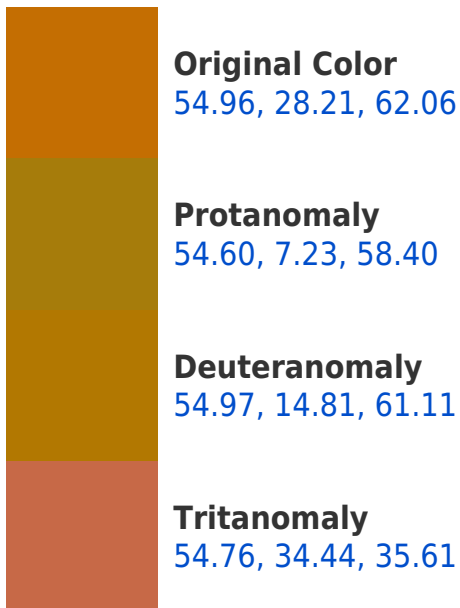 Original Color
54.96, 28.21, 62.06
Protanomaly
54.60, 7.23, 58.40
Deuteranomaly
54.97, 14.81, 61.11
Tritanomaly
54.76, 34.44, 35.61